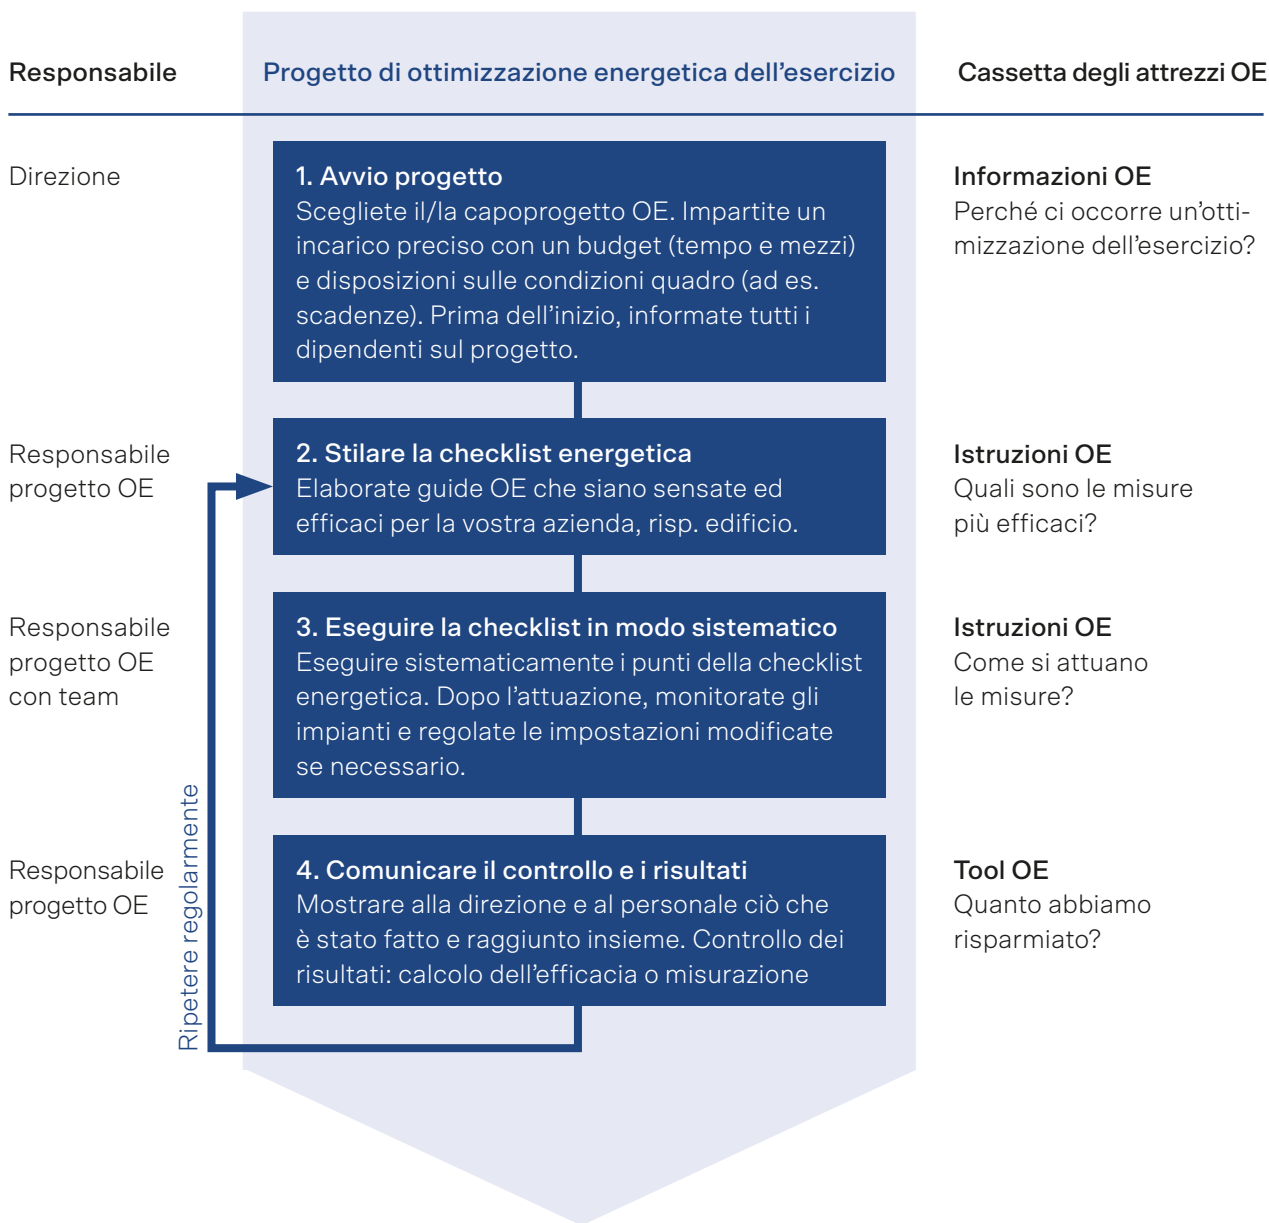 Responsabile
Progetto di ottimizzazione energetica dell'esercizio
Cassetta degli attrezzi OE
Direzione
1. Avvio progetto
Scegliete il/la capoprogetto OE. Impartite un
incarico preciso con un budget (tempo e mezzi)
e disposizioni sulle condizioni quadro (ad es.
scadenze). Prima dell'inizio, informate tutti i
dipendenti sul progetto.
Informazioni OE
Perché ci occorre un'otti-
mizzazione dell'esercizio?
Responsabile
progetto OE
2. Stilare la checklist energetica
Elaborate guide OE che siano sensate ed
efficaci per la vostra azienda, risp. edificio.
Istruzioni OE
Quali sono le misure
più efficaci?
Responsabile
progetto OE
con team
3. Eseguire la checklist in modo sistematico
Eseguire sistematicamente i punti della checklist
energetica. Dopo l'attuazione, monitorate gli
impianti e regolate le impostazioni modificate
se necessario.
Istruzioni OE
Come si attuano
le misure?
Responsabile
progetto OE
4. Comunicare il controllo e i risultati
Mostrare alla direzione e al personale ciò che
è stato fatto e raggiunto insieme. Controllo dei
risultati: calcolo dell'efficacia o misurazione
Tool OE
Quanto abbiamo
risparmiato?
Ripetere regolarmente